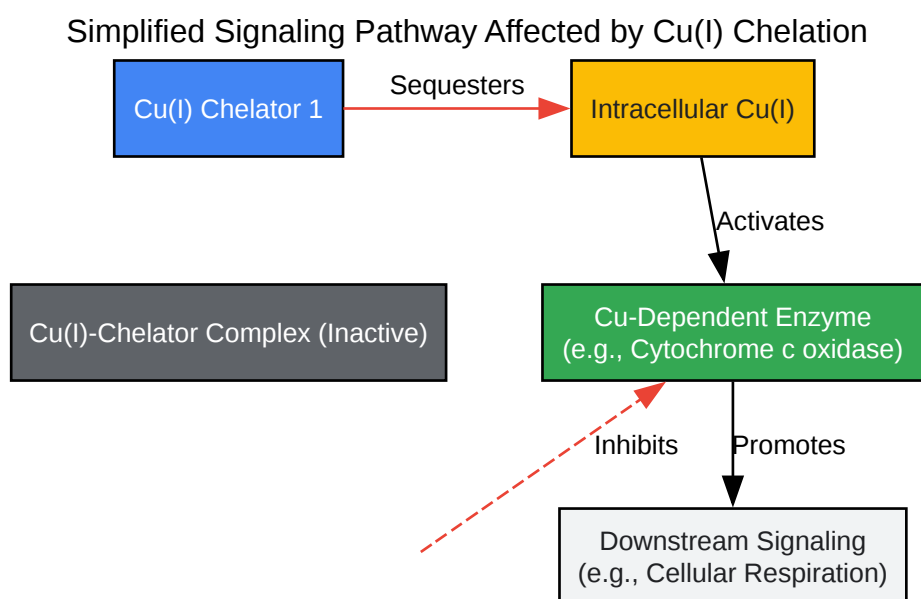 Simplified Signaling Pathway Affected by Cu(I) Chelation
Cu(I) Chelator 1
Sequesters
Intracellular Cu(I)
Activates
Cu(I)-Chelator Complex (Inactive)
Cu-Dependent Enzyme
(e.g., Cytochrome c oxidase)
Inhibits
Promotes
Downstream Signaling
(e.g., Cellular Respiration)